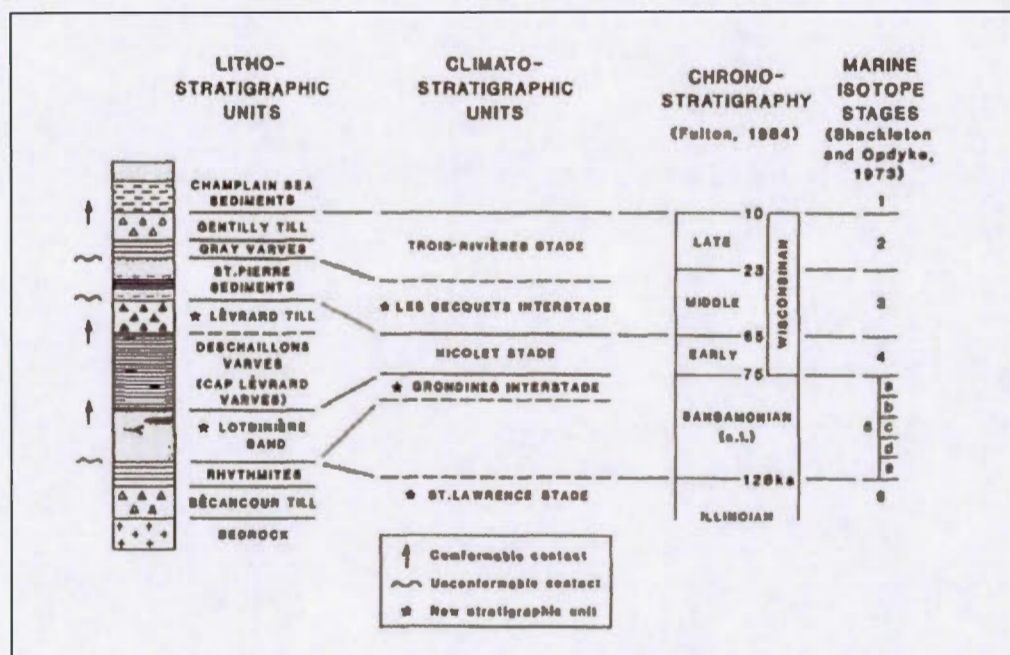 LITHO-
STRATIGRAPHIC
UNITS
CLIMATO-
STRATIGRAPHIC
UNITS
CHRONO-
STRATIGRAPHY
(Fulton, 1984)
MARINE
ISOTOPE
STAGES
(Shackleton
and Opdyke,
1973)
CHAMPLAIN SEA
SEDIMENTS
GENTILLY TILL
GRAY VARVES
ST.PIERRE
SEDIMENTS
★ LÉVRARD TILL
DESCHAILLONS
VARVES
(CAP LÉVRARD
VARVES)
★ LOTBINIÈRE
SAND
RHYTHMITES
BÉCANCOUR TILL
BEDROCK
TROIS-RIVIÈRES STADE
★ LES BECQUETS INTERSTADE
NICOLET STADE
★ GRONDINES INTERSTADE
★ ST.LAWRENCE STADE
10
LATE
23
MIDDLE
65
EARLY
75
WISCONSINAN
SANGAMONIAN
(s.l.)
128ka
ILLINOIAN
1
2
3
4
5
a
b
c
d
e
6
Comformable contact
Unconformable contact
★ New stratigraphic unit